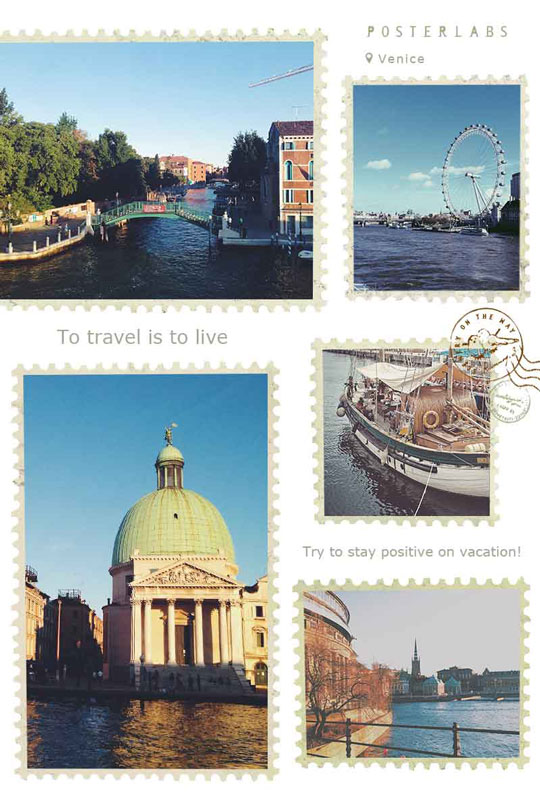 POSTERLABS
Venice
To travel is to live
ON THE WAY
Try to stay positive on vacation!